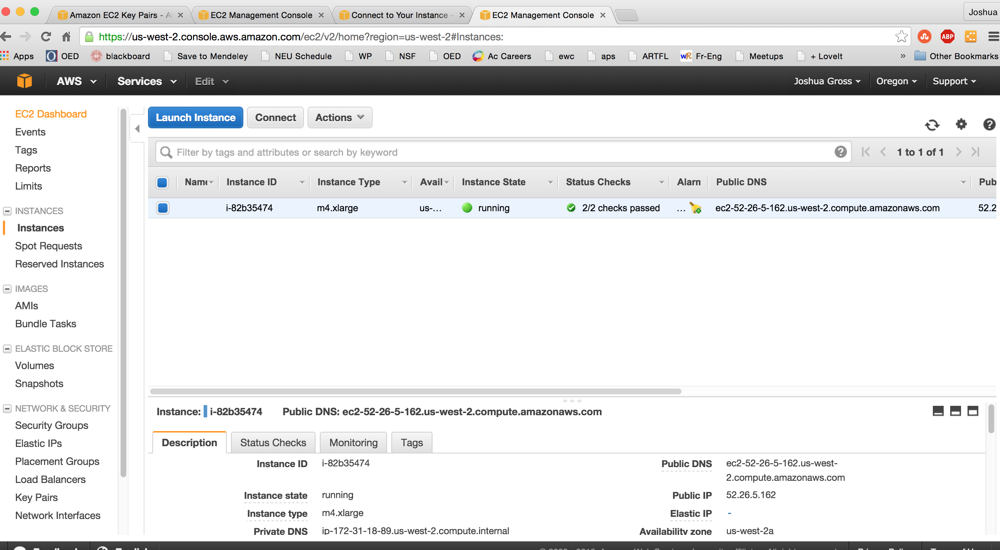 Amazon EC2 Key Pairs - Ar
EC2 Management Console
Connect to Your Instance -
EC2 Management Console
Joshua
https://us-west-2.console.aws.amazon.com/ec2/v2/home?region=us-west-2#Instances:
ABP
Apps
OED
blackboard
Save to Mendeley
NEU Schedule
WP
NSF
OED
Ac Careers
ewc
aps
ARTFL
WR Fr-Eng
Meetups
+ LoveIt
» Other Bookmarks
AWS
Services
Edit
Joshua Gross
Oregon
Support
EC2 Dashboard
Events
Tags
Reports
Limits
INSTANCES
Instances
Spot Requests
Reserved Instances
IMAGES
AMIs
Bundle Tasks
ELASTIC BLOCK STORE
Volumes
Snapshots
NETWORK & SECURITY
Security Groups
Elastic IPs
Placement Groups
Load Balancers
Key Pairs
Network Interfaces
Launch Instance
Connect
Actions
Filter by tags and attributes or search by keyword
1 to 1 of 1
Name Instance ID Instance Type Avail Instance State Status Checks Alarn Public DNS Pub
i-82b35474 m4.xlarge us-... running 2/2 checks passed ... ec2-52-26-5-162.us-west-2.compute.amazonaws.com 52.2
Instance: i-82b35474 Public DNS: ec2-52-26-5-162.us-west-2.compute.amazonaws.com
Description
Status Checks
Monitoring
Tags
Instance ID i-82b35474
Instance state running
Instance type m4.xlarge
Private DNS ip-172-31-18-89.us-west-2.compute.internal
Public DNS ec2-52-26-5-162.us-west-
2.compute.amazonaws.com
Public IP 52.26.5.162
Elastic IP -
Availability zone us-west-2a